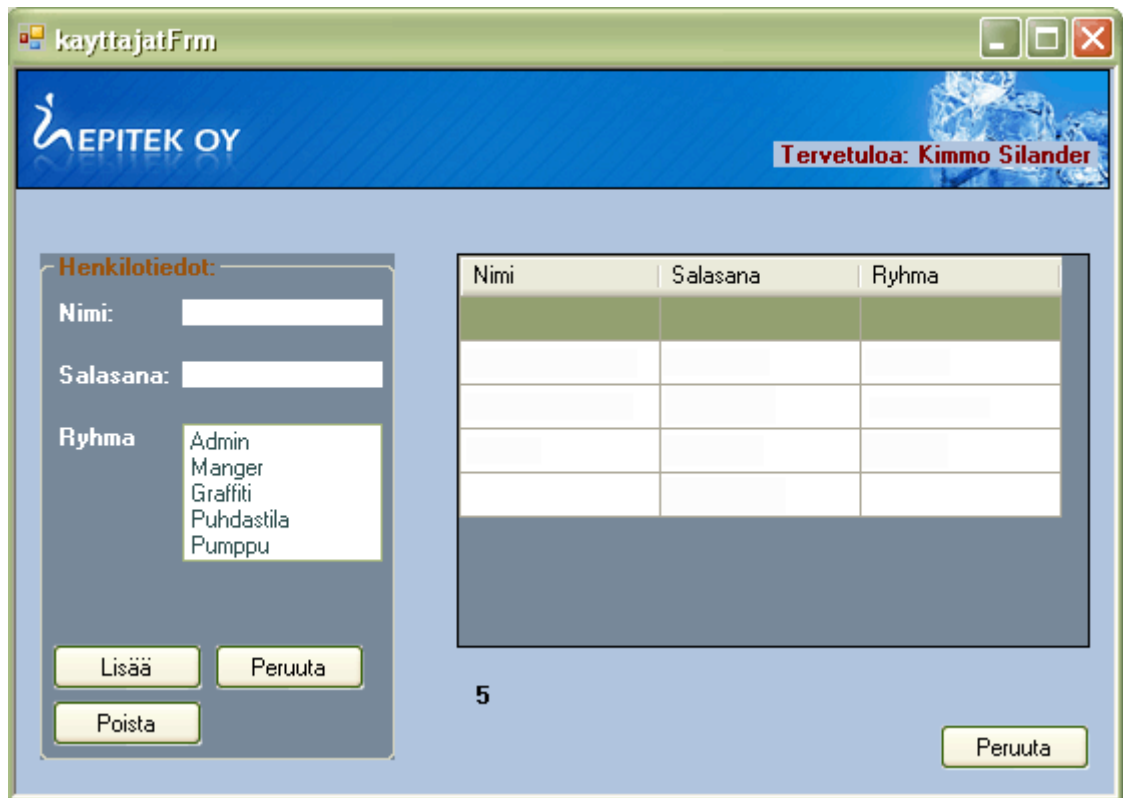 kayttajatFrm
EPITEK OY
Tervetuloa: Kimmo Silander
Henkilotiedot:
Nimi:
Salasana:
Ryhma
Admin
Manger
Graffiti
Puhdastila
Pumppu
Lisää
Peruuta
Poista
Nimi Salasana Ryhma
5
Peruuta